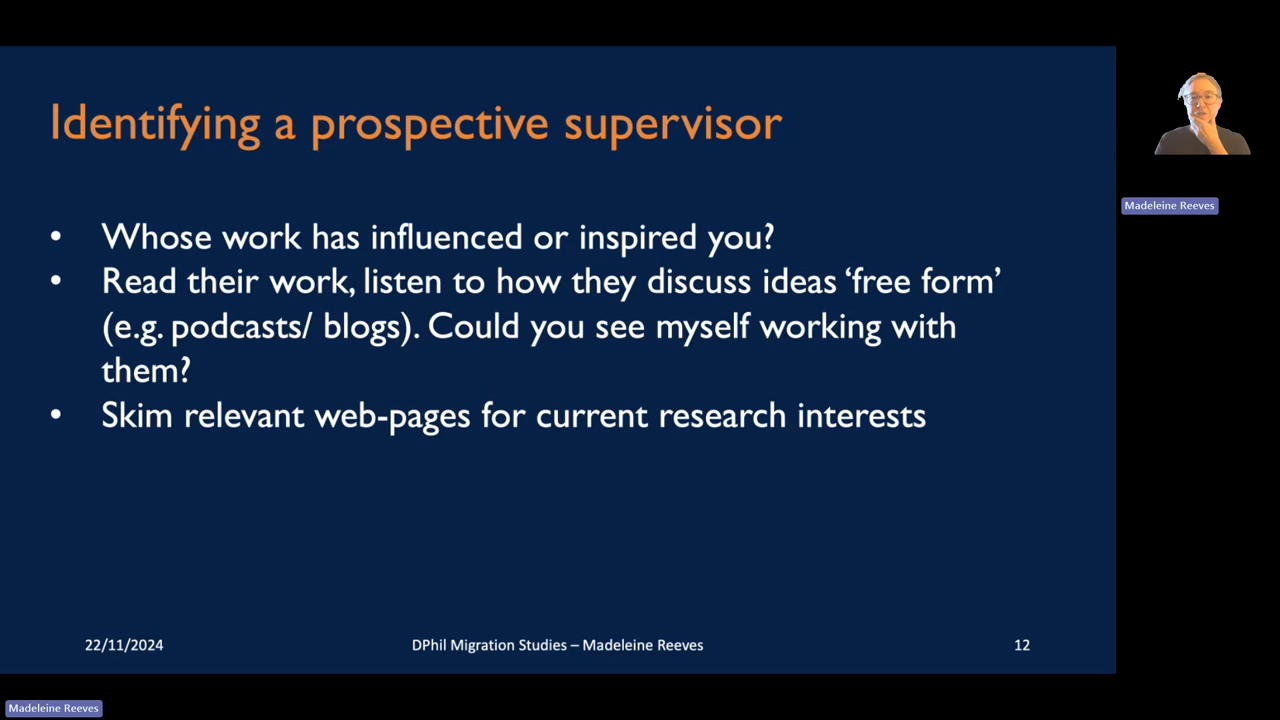 Identifying a prospective supervisor
• Whose work has influenced or inspired you?
• Read their work, listen to how they discuss ideas ‘free form’
(e.g. podcasts/ blogs). Could you see myself working with
them?
• Skim relevant web-pages for current research interests
22/11/2024
DPhil Migration Studies – Madeleine Reeves
12
Madeleine Reeves
Madeleine Reeves